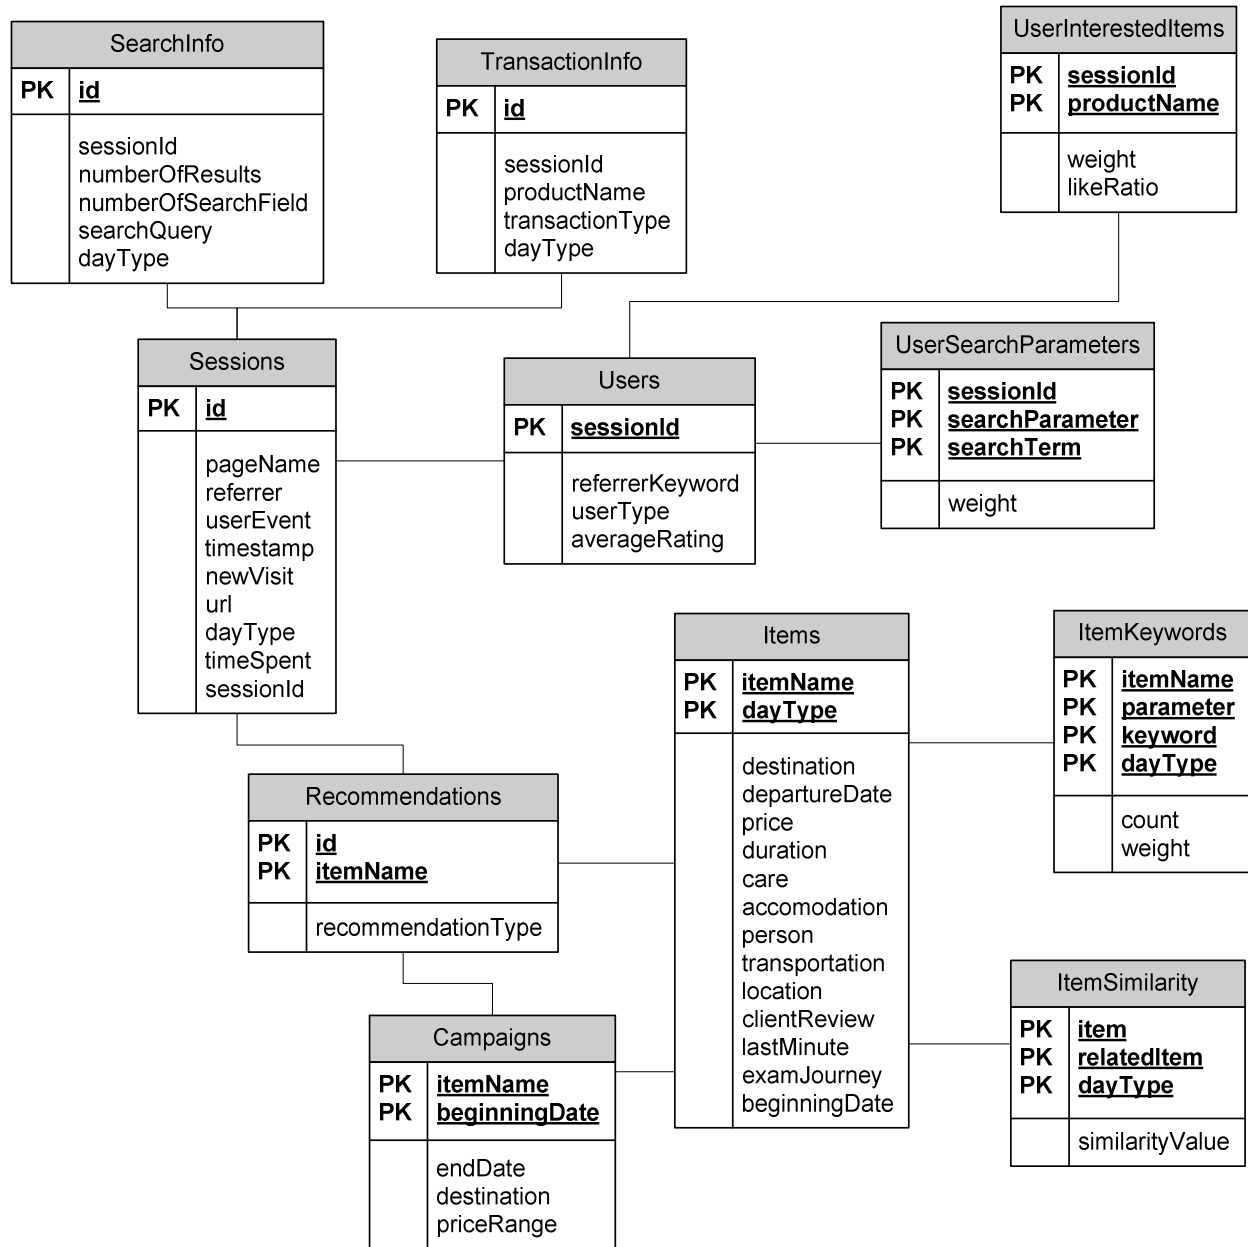 SearchInfo
PK id
sessionId
numberOfResults
numberOfSearchField
searchQuery
dayType
TransactionInfo
PK id
sessionId
productName
transactionType
dayType
UserInterestedItems
PK sessionId
PK productName
weight
likeRatio
Sessions
PK id
pageName
referrer
userEvent
timestamp
newVisit
url
dayType
timeSpent
sessionId
Users
PK sessionId
referrerKeyword
userType
averageRating
UserSearchParameters
PK sessionId
PK searchParameter
PK searchTerm
weight
Items
PK itemName
PK dayType
destination
departureDate
price
duration
care
accomodation
person
transportation
location
clientReview
lastMinute
examJourney
beginningDate
ItemKeywords
PK itemName
PK parameter
PK keyword
PK dayType
count
weight
Recommendations
PK id
PK itemName
recommendationType
ItemSimilarity
PK item
PK relatedItem
PK dayType
similarityValue
Campaigns
PK itemName
PK beginningDate
endDate
destination
priceRange